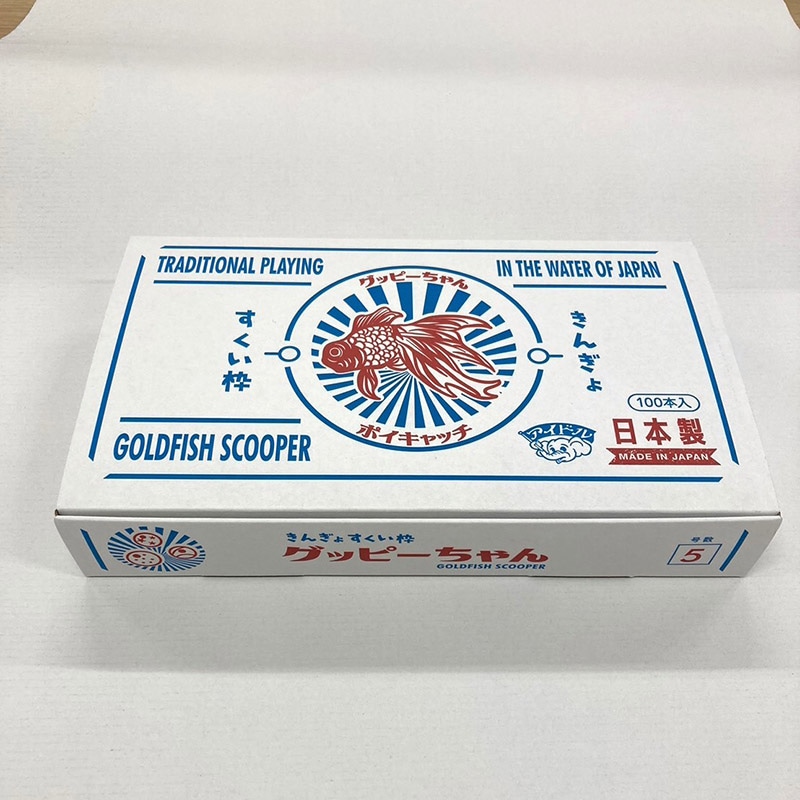 TRADITIONAL PLAYING
IN THE WATER OF JAPAN
グッピーちゃん
きんぎょ
すくい枠
ポイキャッチ
GOLDFISH SCOOPER
アイドル
100本入
日本製
MADE IN JAPAN
きんぎょすくい枠
グッピーちゃん
GOLDFISH SCOOPER
号数
5